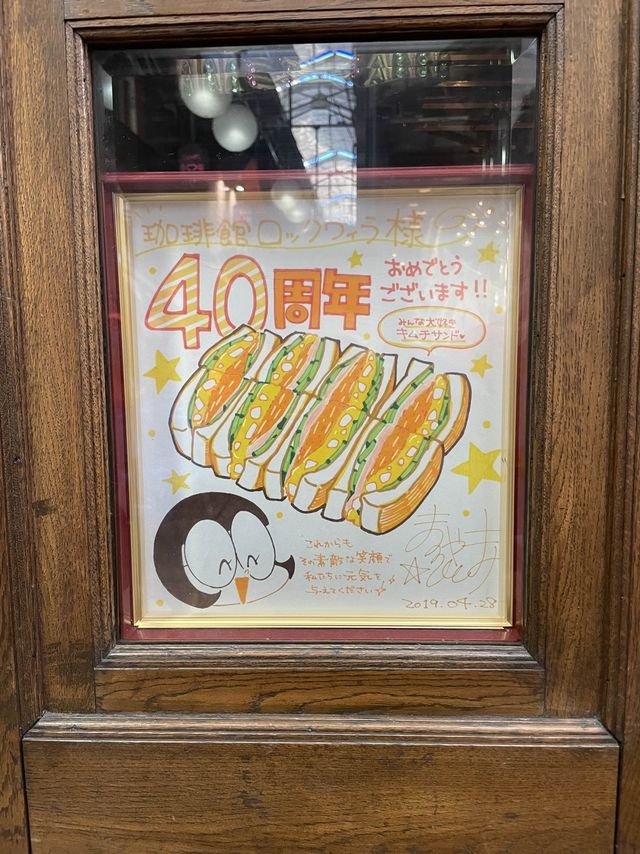 珈琲館 ロックヴィラ様
40周年
おめでとう
ございます!!
みんな大好き
キムチサンド♥
これからも
その素敵な笑顔で
私たちに元気を
与えてください
2019.04.28